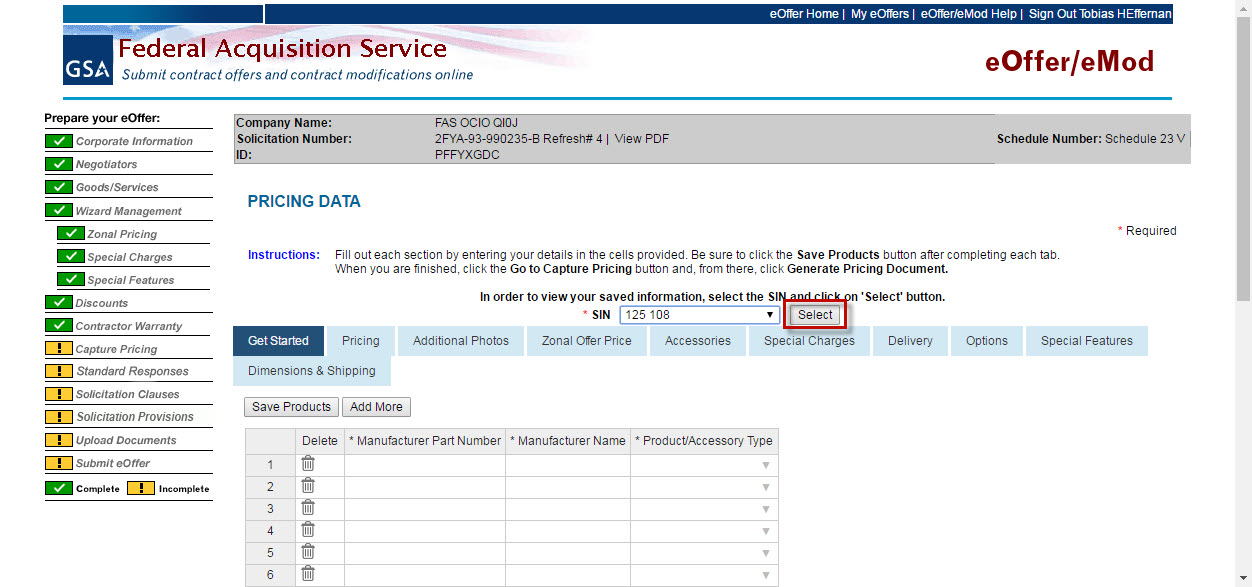 eOffer Home | My eOffers | eOffer/eMod Help | Sign Out Tobias HEffernan
GSA
Federal Acquisition Service
Submit contract offers and contract modifications online
eOffer/eMod
Prepare your eOffer:
Corporate Information
Negotiators
Goods/Services
Wizard Management
Zonal Pricing
Special Charges
Special Features
Discounts
Contractor Warranty
! Capture Pricing
! Standard Responses
! Solicitation Clauses
! Solicitation Provisions
! Upload Documents
! Submit eOffer
Complete ! Incomplete
Company Name: FAS OCIO QI0J
Solicitation Number: 2FYA-93-990235-B Refresh# 4 | View PDF Schedule Number: Schedule 23 V
ID: PFFYXGDC
PRICING DATA
* Required
Instructions: Fill out each section by entering your details in the cells provided. Be sure to click the Save Products button after completing each tab.
When you are finished, click the Go to Capture Pricing button and, from there, click Generate Pricing Document.
In order to view your saved information, select the SIN and click on 'Select' button.
* SIN 125 108 Select
Get Started Pricing Additional Photos Zonal Offer Price Accessories Special Charges Delivery Options Special Features
Dimensions & Shipping
Save Products Add More
Delete * Manufacturer Part Number * Manufacturer Name * Product/Accessory Type
1
2
3
4
5
6